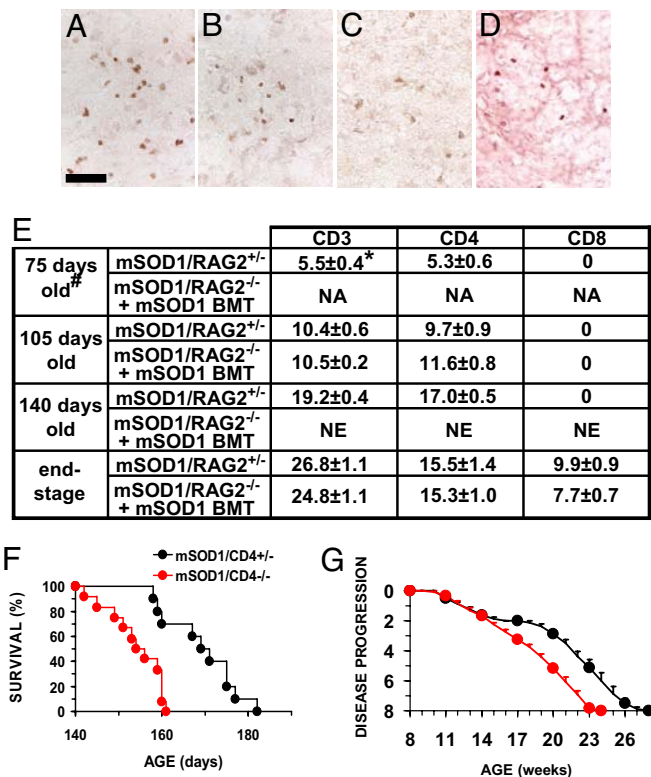 A B C D
E
CD3 CD4 CD8
75 days old# mSOD1/RAG2+/- 5.5±0.4* 5.3±0.6 0
mSOD1/RAG2-/- + mSOD1 BMT NA NA NA
105 days old mSOD1/RAG2+/- 10.4±0.6 9.7±0.9 0
mSOD1/RAG2-/- + mSOD1 BMT 10.5±0.2 11.6±0.8 0
140 days old mSOD1/RAG2+/- 19.2±0.4 17.0±0.5 0
mSOD1/RAG2-/- + mSOD1 BMT NE NE NE
end-stage mSOD1/RAG2+/- 26.8±1.1 15.5±1.4 9.9±0.9
mSOD1/RAG2-/- + mSOD1 BMT 24.8±1.1 15.3±1.0 7.7±0.7
F
mSOD1/CD4+/-
mSOD1/CD4-/-
SURVIVAL (%)
100
80
60
40
20
0
140 160 180
AGE (days)
G
DISEASE PROGRESSION
0
2
4
6
8
8 11 14 17 20 23 26
AGE (weeks)